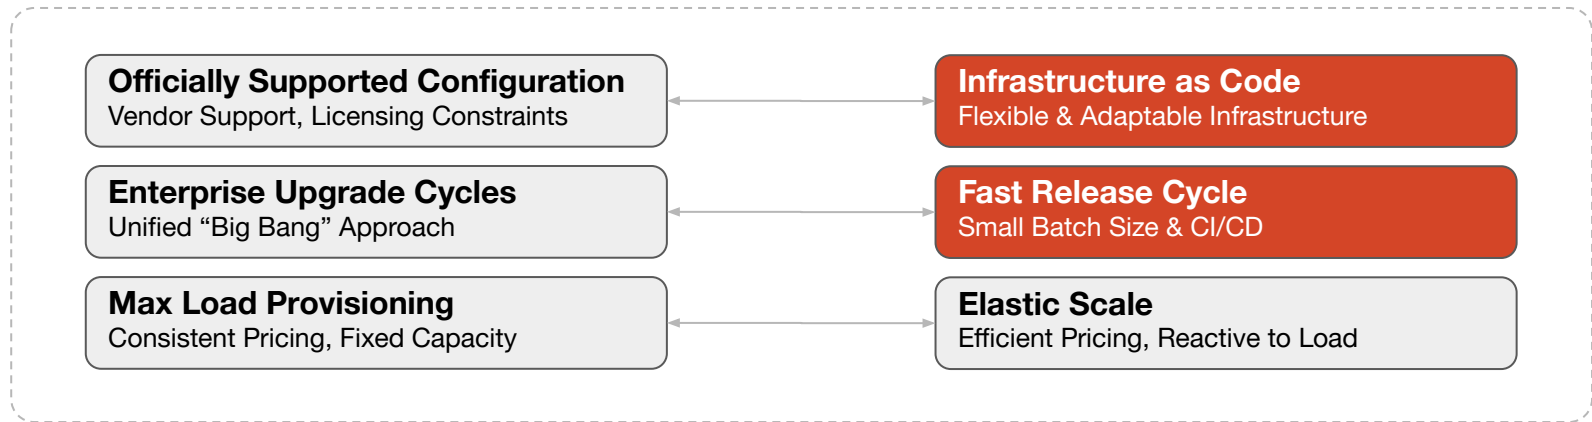 Officially Supported Configuration
Vendor Support, Licensing Constraints
Infrastructure as Code
Flexible & Adaptable Infrastructure
Enterprise Upgrade Cycles
Unified “Big Bang” Approach
Fast Release Cycle
Small Batch Size & CI/CD
Max Load Provisioning
Consistent Pricing, Fixed Capacity
Elastic Scale
Efficient Pricing, Reactive to Load